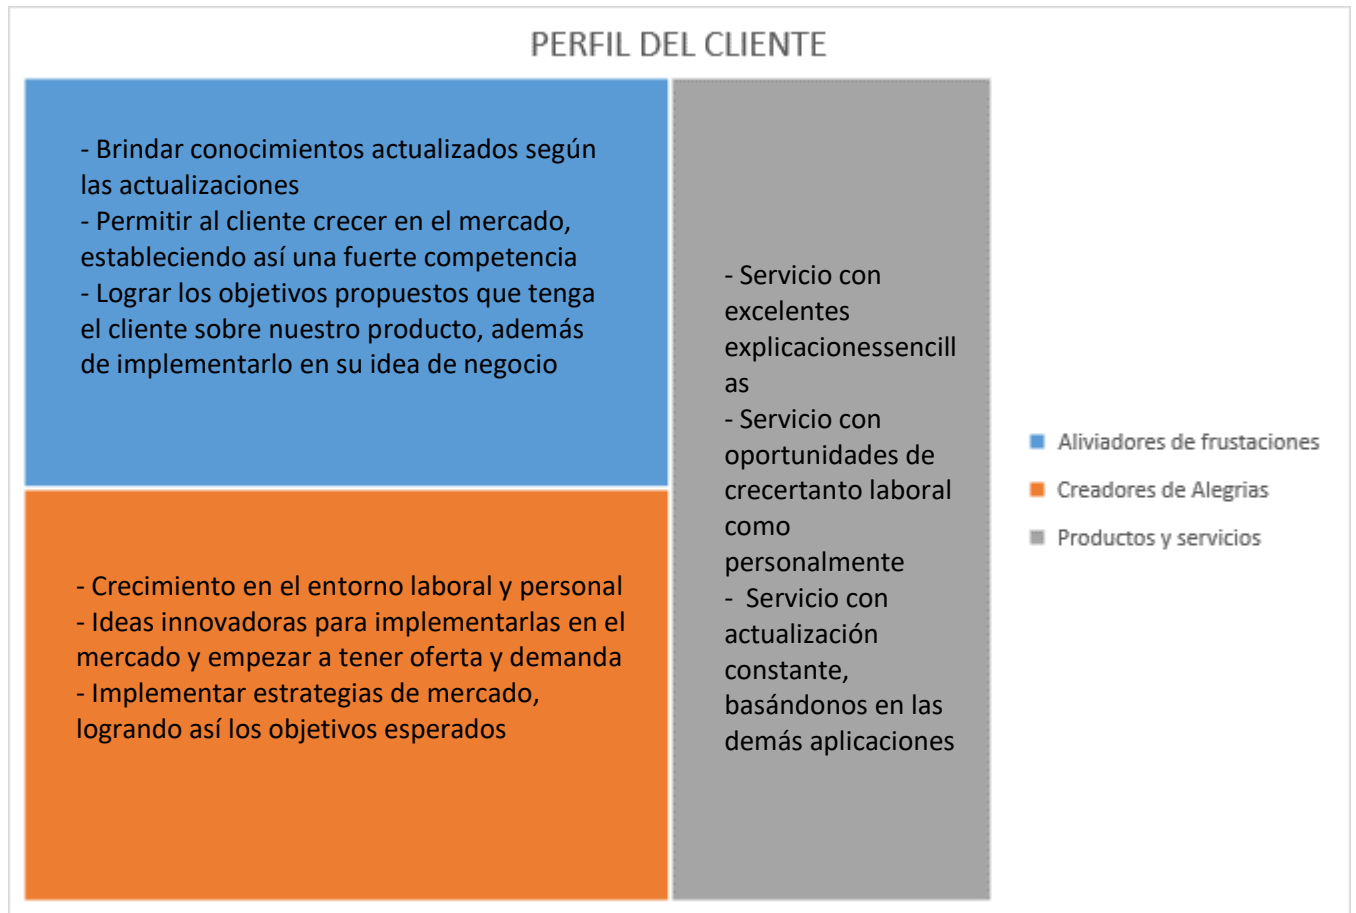 PERFIL DEL CLIENTE
- Brindar conocimientos actualizados según
las actualizaciones
- Permitir al cliente crecer en el mercado,
estableciendo así una fuerte competencia
- Lograr los objetivos propuestos que tenga
el cliente sobre nuestro producto, además
de implementarlo en su idea de negocio
- Crecimiento en el entorno laboral y personal
- Ideas innovadoras para implementarlas en el
mercado y empezar a tener oferta y demanda
- Implementar estrategias de mercado,
logrando así los objetivos esperados
- Servicio con
excelentes
explicacionessencill
as
- Servicio con
oportunidades de
crecertanto laboral
como
personalmente
- Servicio con
actualización
constante,
basándonos en las
demás aplicaciones
Aliviadores de frustaciones
Creadores de Alegrias
Productos y servicios